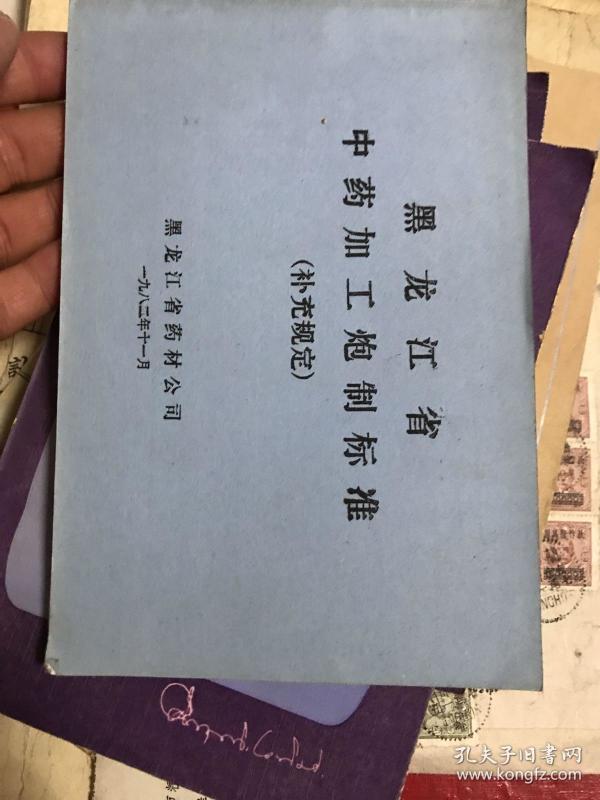 黑龙江省
中药加工炮制标准
(补充规定)
黑龙江省药材公司
一九八二年十一月
孔夫子旧书网
www.kongfz.com